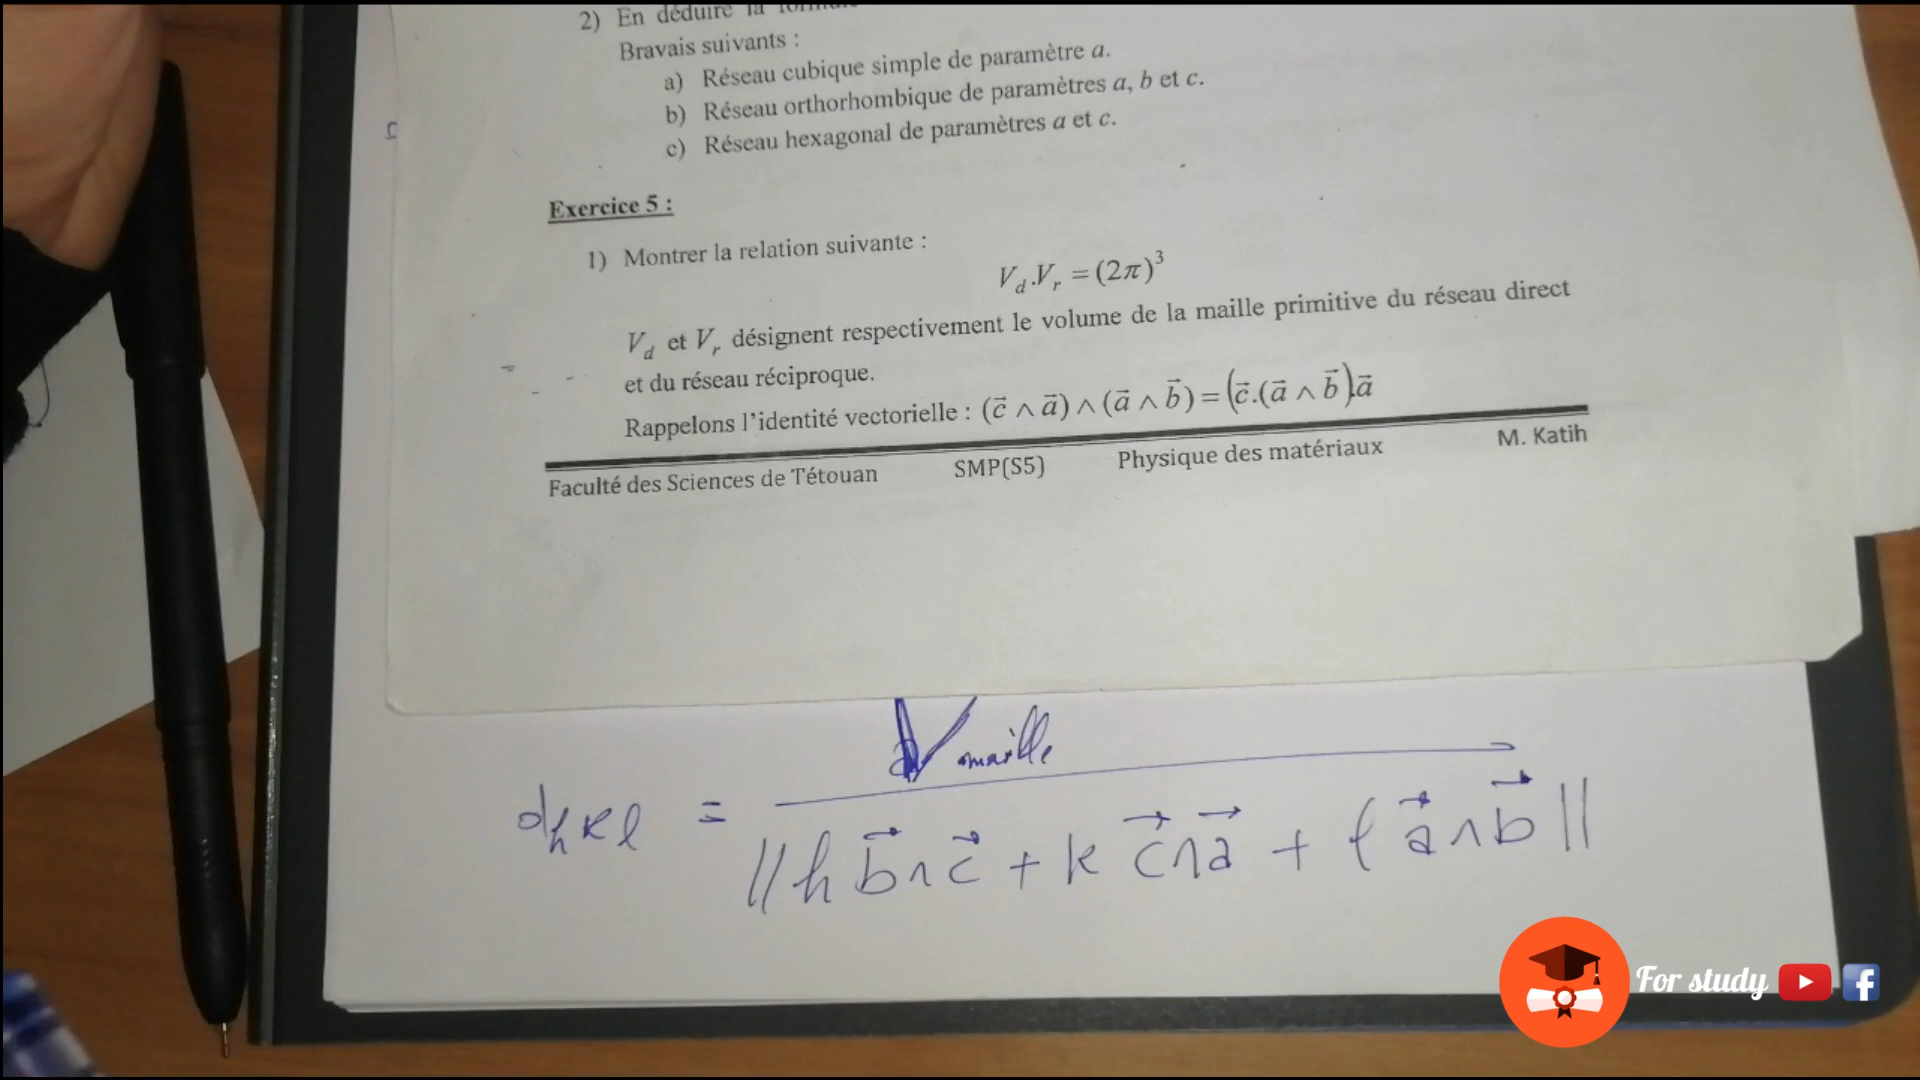 2) En déduire la formule
Bravais suivants :
a) Réseau cubique simple de paramètre a.
b) Réseau orthorhombique de paramètres a, b et c.
c) Réseau hexagonal de paramètres a et c.
Exercice 5 :
1) Montrer la relation suivante :
V_d.V_r = (2π)^3
V_d et V_r désignent respectivement le volume de la maille primitive du réseau direct
et du réseau réciproque.
Rappelons l'identité vectorielle : (c⃗ ∧ a⃗) ∧ (a⃗ ∧ b⃗) = (c⃗.(a⃗ ∧ b⃗)).a⃗
Faculté des Sciences de Tétouan SMP(S5) Physique des matériaux M. Katih
V maille
d_hkl =
||h b⃗∧c⃗ + k c⃗∧a⃗ + l a⃗∧b⃗||
For study